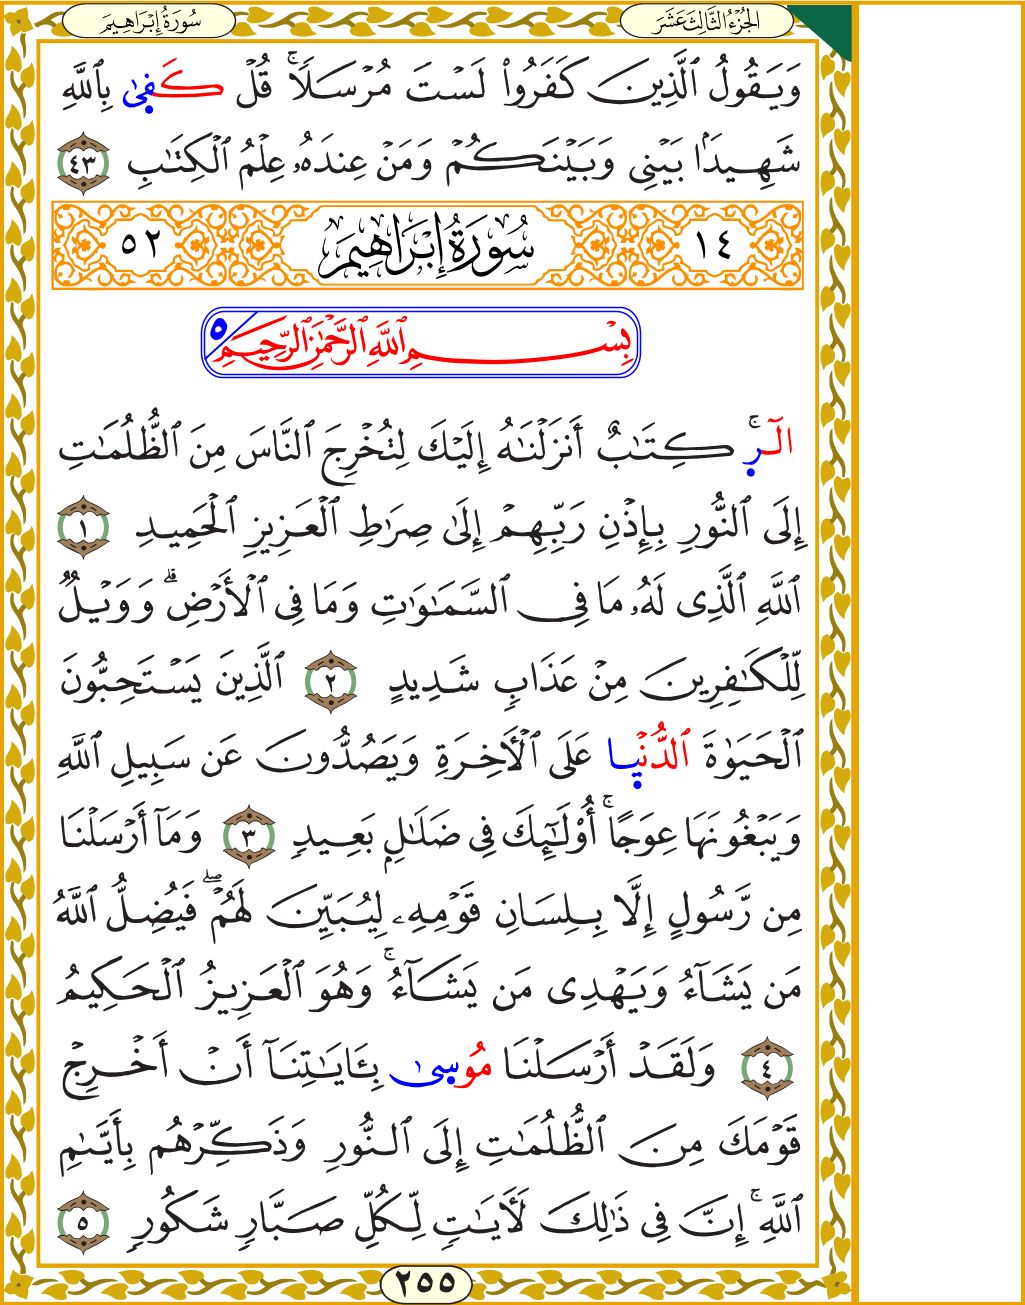 سُورَةُ إِبْرَاهِيمَ
الجُزْءُ الثَّالِثَ عَشَرَ
وَيَقُولُ ٱلَّذِينَ كَفَرُوا۟ لَسْتَ مُرْسَلًا ۚ قُلْ كَفَىٰ بِٱللَّهِ
شَهِيدًۢا بَيْنِى وَبَيْنَكُمْ وَمَنْ عِندَهُۥ عِلْمُ ٱلْكِتَٰبِ ٤٣
١٤ سُورَةُ إِبْرَاهِيمَ ٥٢
بِسْمِ ٱللَّهِ ٱلرَّحْمَٰنِ ٱلرَّحِيمِ ٥
الٓر ۚ كِتَٰبٌ أَنزَلْنَٰهُ إِلَيْكَ لِتُخْرِجَ ٱلنَّاسَ مِنَ ٱلظُّلُمَٰتِ
إِلَى ٱلنُّورِ بِإِذْنِ رَبِّهِمْ إِلَىٰ صِرَٰطِ ٱلْعَزِيزِ ٱلْحَمِيدِ ١
ٱللَّهِ ٱلَّذِى لَهُۥ مَا فِى ٱلسَّمَٰوَٰتِ وَمَا فِى ٱلْأَرْضِ ۗ وَوَيْلٌ
لِّلْكَٰفِرِينَ مِنْ عَذَابٍ شَدِيدٍ ٢ ٱلَّذِينَ يَسْتَحِبُّونَ
ٱلْحَيَوٰةَ ٱلدُّنْيَا عَلَى ٱلْأَخِرَةِ وَيَصُدُّونَ عَن سَبِيلِ ٱللَّهِ
وَيَبْغُونَهَا عِوَجًا ۚ أُو۟لَٰٓئِكَ فِى ضَلَٰلٍۭ بَعِيدٍ ٣ وَمَآ أَرْسَلْنَا
مِن رَّسُولٍ إِلَّا بِلِسَانِ قَوْمِهِۦ لِيُبَيِّنَ لَهُمْ ۖ فَيُضِلُّ ٱللَّهُ
مَن يَشَآءُ وَيَهْدِى مَن يَشَآءُ ۚ وَهُوَ ٱلْعَزِيزُ ٱلْحَكِيمُ
٤ وَلَقَدْ أَرْسَلْنَا مُوسَىٰ بِـَٔايَٰتِنَآ أَنْ أَخْرِجْ
قَوْمَكَ مِنَ ٱلظُّلُمَٰتِ إِلَى ٱلنُّورِ وَذَكِّرْهُم بِأَيَّىٰمِ
ٱللَّهِ ۚ إِنَّ فِى ذَٰلِكَ لَأَيَٰتٍ لِّكُلِّ صَبَّارٍ شَكُورٍ ٥
٢٥٥